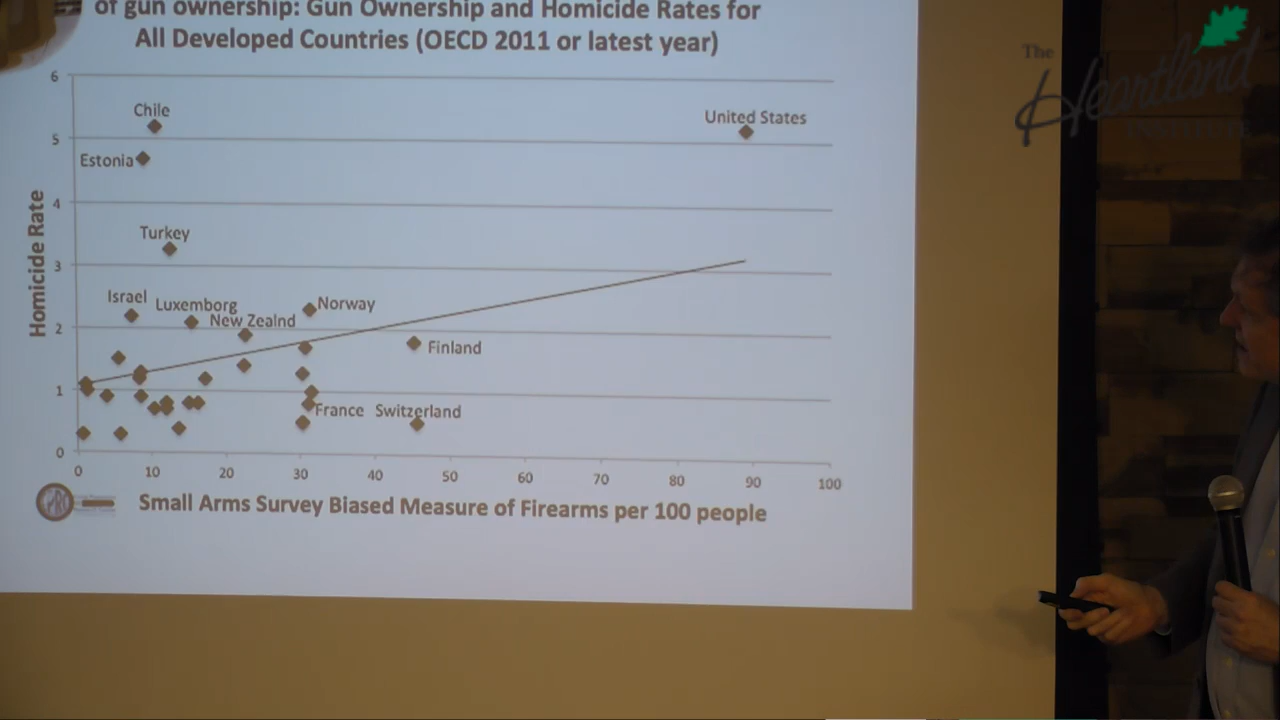 of gun ownership: Gun Ownership and Homicide Rates for
All Developed Countries (OECD 2011 or latest year)
The
Heartland
INSTITUTE
6
Chile
United States
5
Estonia
4
Turkey
3
Israel
Luxemborg
Norway
New Zealnd
2
Finland
1
France
Switzerland
0
Homicide Rate
0 10 20 30 40 50 60 70 80 90 100
CPRC
Small Arms Survey Biased Measure of Firearms per 100 people